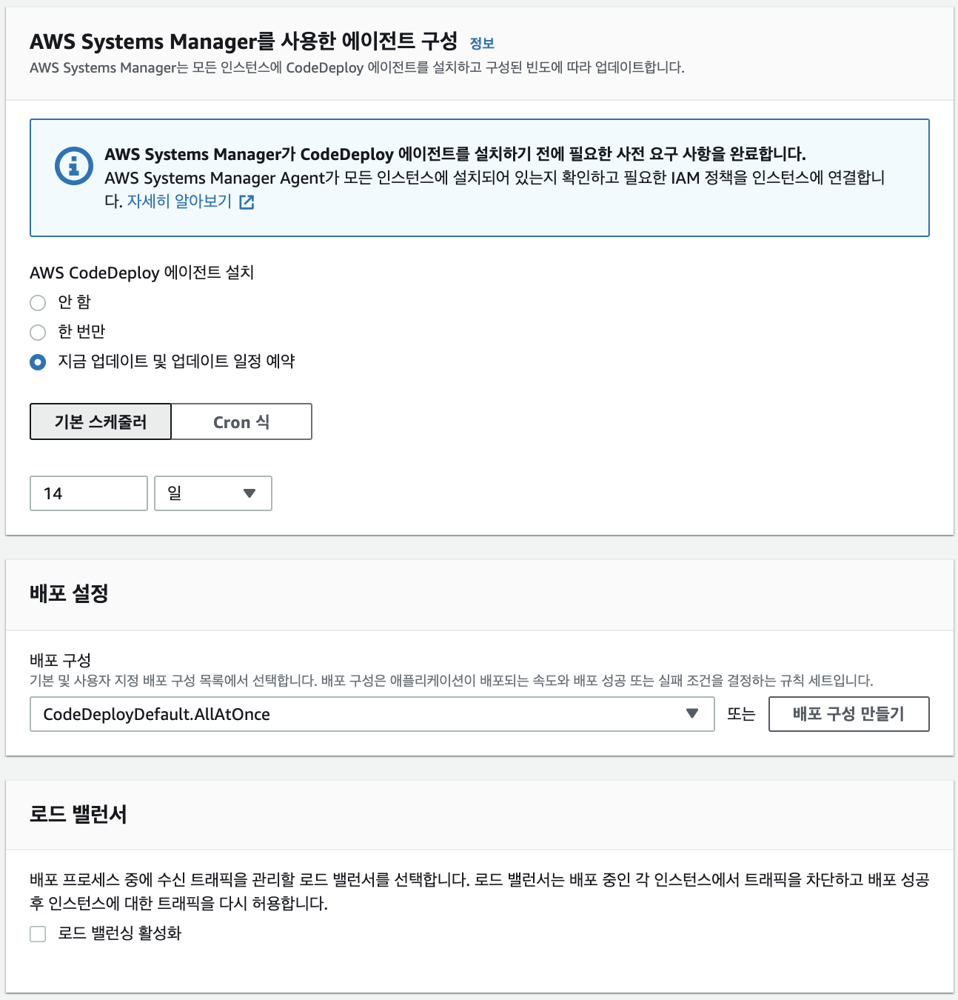 AWS Systems Manager를 사용한 에이전트 구성 정보
AWS Systems Manager는 모든 인스턴스에 CodeDeploy 에이전트를 설치하고 구성된 빈도에 따라 업데이트합니다.
AWS Systems Manager가 CodeDeploy 에이전트를 설치하기 전에 필요한 사전 요구 사항을 완료합니다.
AWS Systems Manager Agent가 모든 인스턴스에 설치되어 있는지 확인하고 필요한 IAM 정책을 인스턴스에 연결합니
다. 자세히 알아보기
AWS CodeDeploy 에이전트 설치
안 함
한 번만
지금 업데이트 및 업데이트 일정 예약
기본 스케줄러 Cron 식
14 일
배포 설정
배포 구성
기본 및 사용자 지정 배포 구성 목록에서 선택합니다. 배포 구성은 애플리케이션이 배포되는 속도와 배포 성공 또는 실패 조건을 결정하는 규칙 세트입니다.
CodeDeployDefault.AllAtOnce 또는 배포 구성 만들기
로드 밸런서
배포 프로세스 중에 수신 트래픽을 관리할 로드 밸런서를 선택합니다. 로드 밸런서는 배포 중인 각 인스턴스에서 트래픽을 차단하고 배포 성공
후 인스턴스에 대한 트래픽을 다시 허용합니다.
로드 밸런싱 활성화